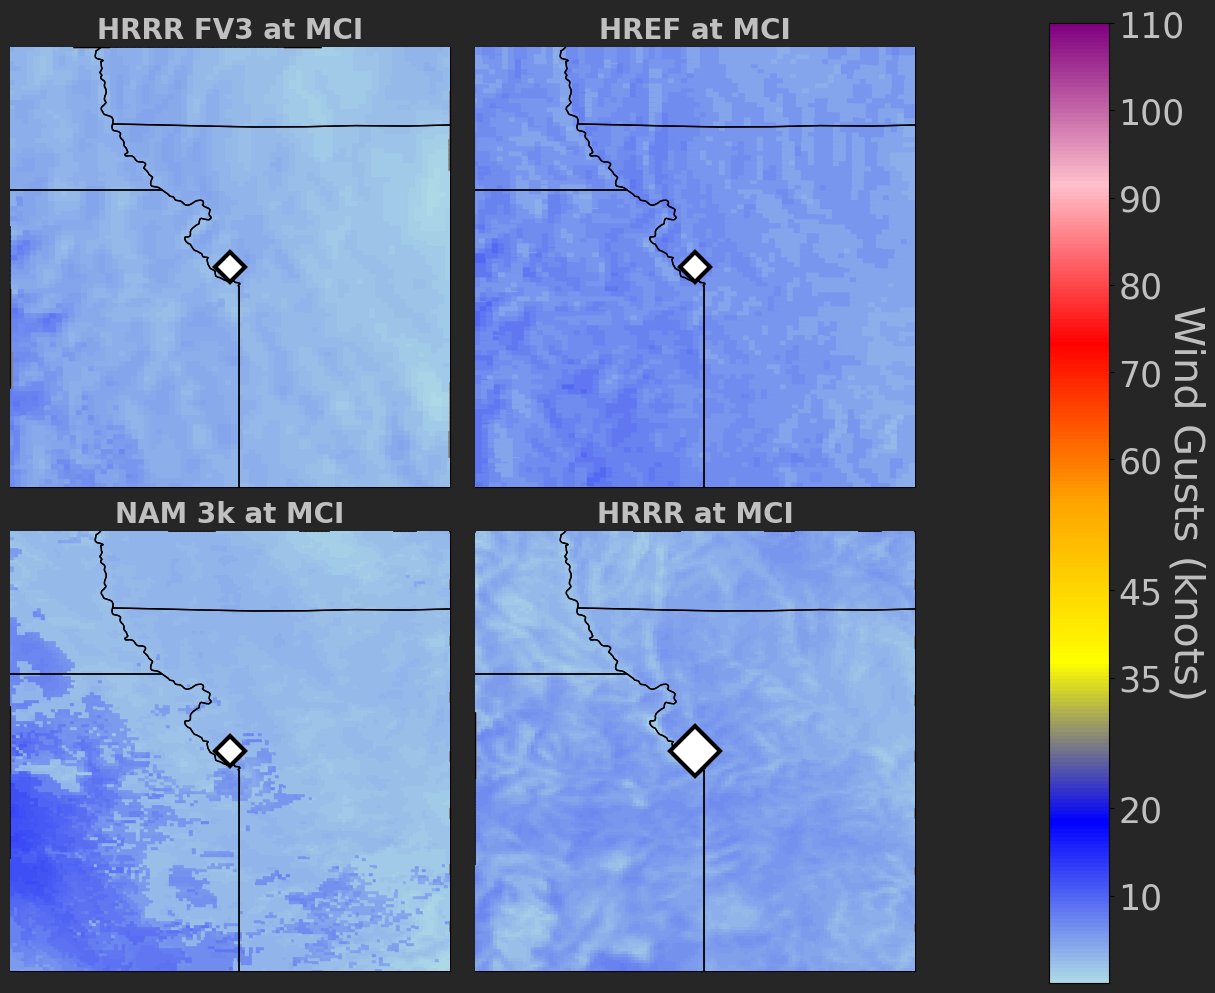 HRRR FV3 at MCI
HREF at MCI
NAM 3k at MCI
HRRR at MCI
110
100
90
80
70
60
45
35
20
10
Wind Gusts (knots)